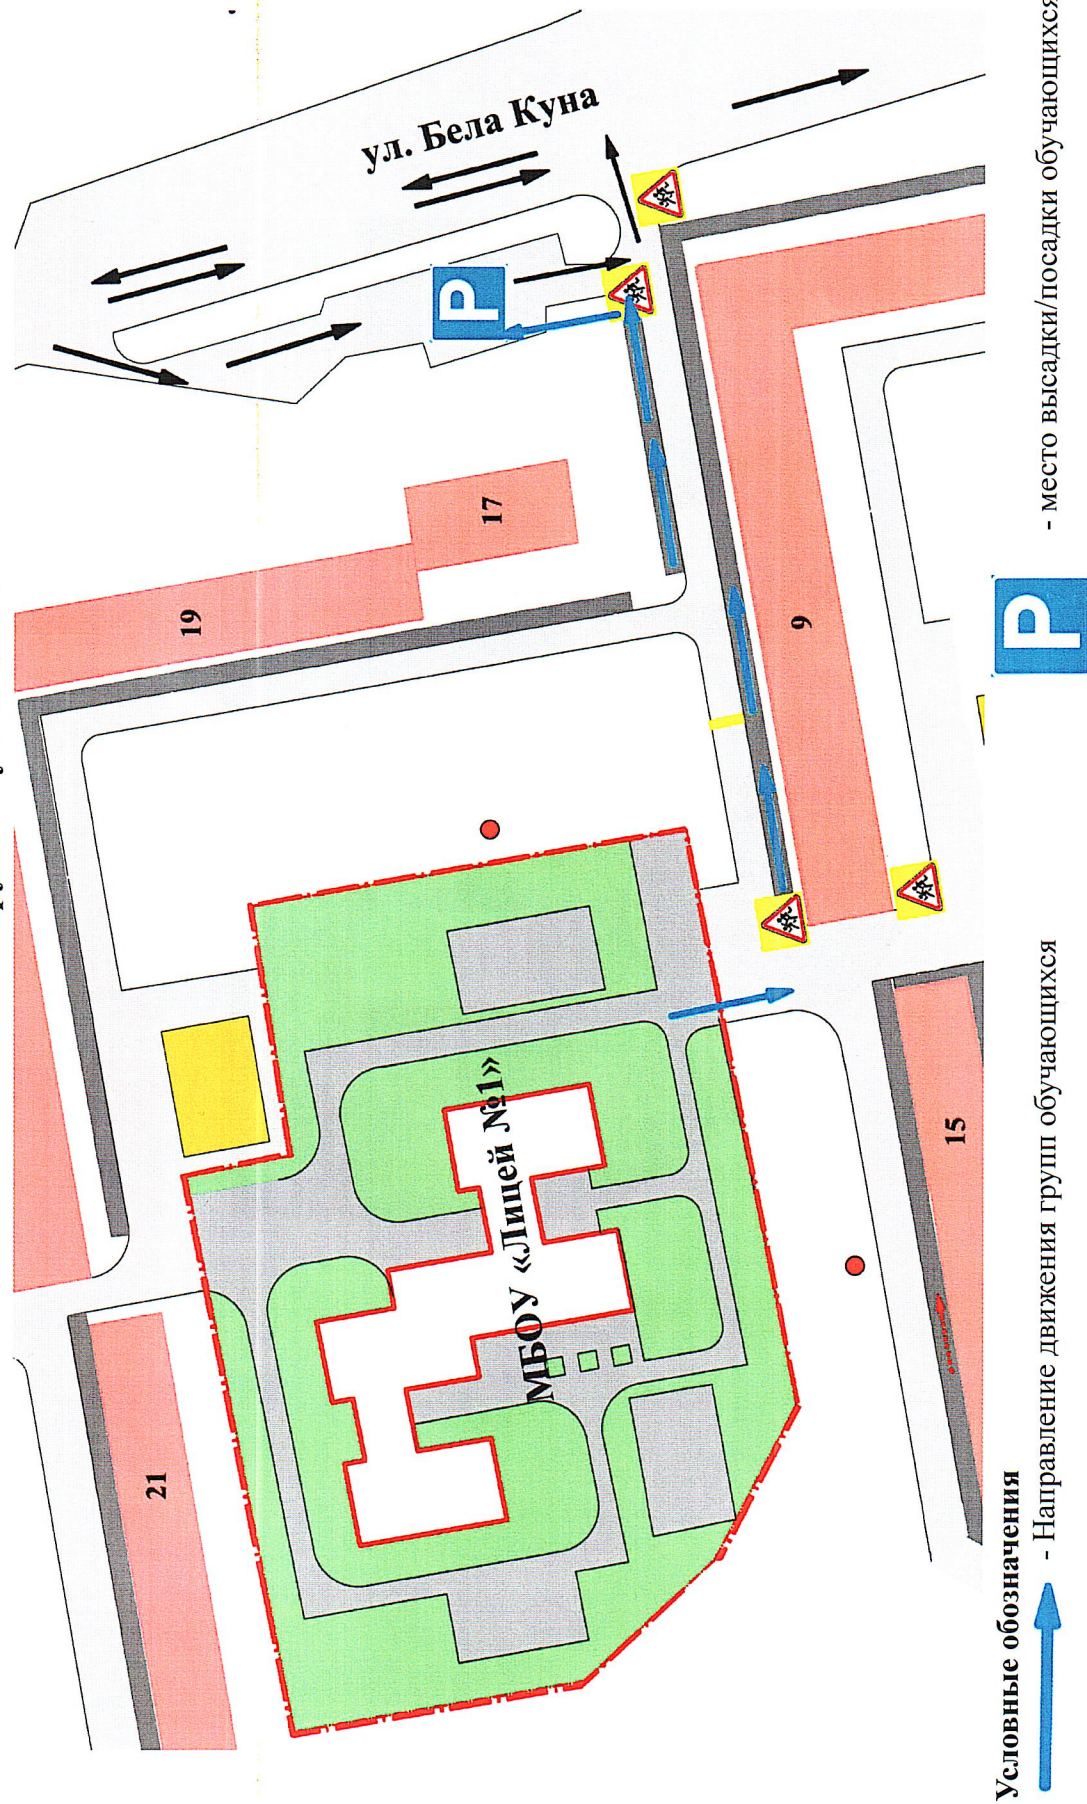 ул. Бела Куна
P
19
17
9
21
МБОУ «Лицей №1»
15
Условные обозначения
- Направление движения групп обучающихся
P
- место высадки/посадки обучающихся